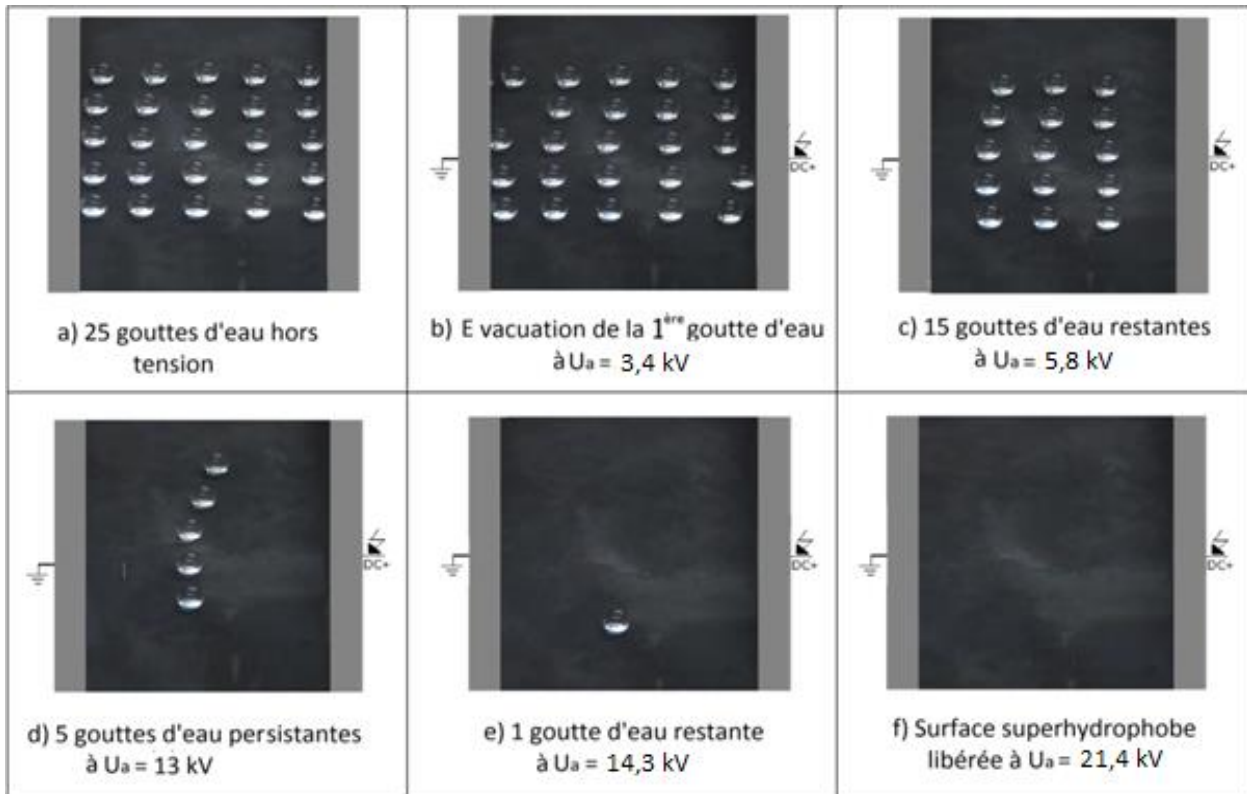 a) 25 gouttes d'eau hors
tension
DC+
b) E vacuation de la 1ère goutte d'eau
à Ua = 3,4 kV
DC+
c) 15 gouttes d'eau restantes
à Ua = 5,8 kV
DC+
d) 5 gouttes d'eau persistantes
à Ua = 13 kV
DC+
e) 1 goutte d'eau restante
à Ua = 14,3 kV
DC+
f) Surface superhydrophobe
libérée à Ua = 21,4 kV